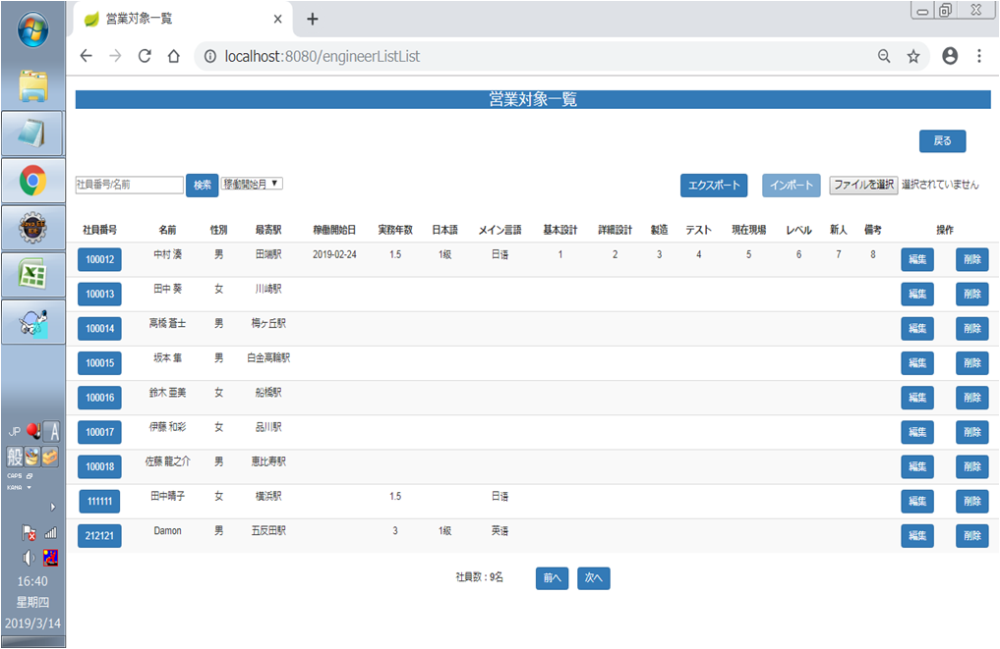 営業対象一覧
localhost:8080/engineerListList
営業対象一覧
戻る
社員番号/名前 検索 稼働開始月 ▼ エクスポート インポート ファイルを選択 選択されていません
社員番号 名前 性別 最寄駅 稼働開始日 実務年数 日本語 メイン言語 基本設計 詳細設計 製造 テスト 現在現場 レベル 新人 備考 操作
100012 中村 湊 男 田端駅 2019-02-24 1.5 1級 日语 1 2 3 4 5 6 7 8 編集 削除
100013 田中 葵 女 川崎駅 編集 削除
100014 高橋 蒼士 男 梅ヶ丘駅 編集 削除
100015 坂本 隼 男 白金高輪駅 編集 削除
100016 鈴木 亜美 女 船橋駅 編集 削除
100017 伊藤 和彩 女 品川駅 編集 削除
100018 佐藤 龍之介 男 恵比寿駅 編集 削除
111111 田中晴子 女 横浜駅 1.5 日语 編集 削除
212121 Damon 男 五反田駅 3 1級 英语 編集 削除
社員数：9名 前へ 次へ
JP A
般
CAPS
KANA
16:40
星期四
2019/3/14